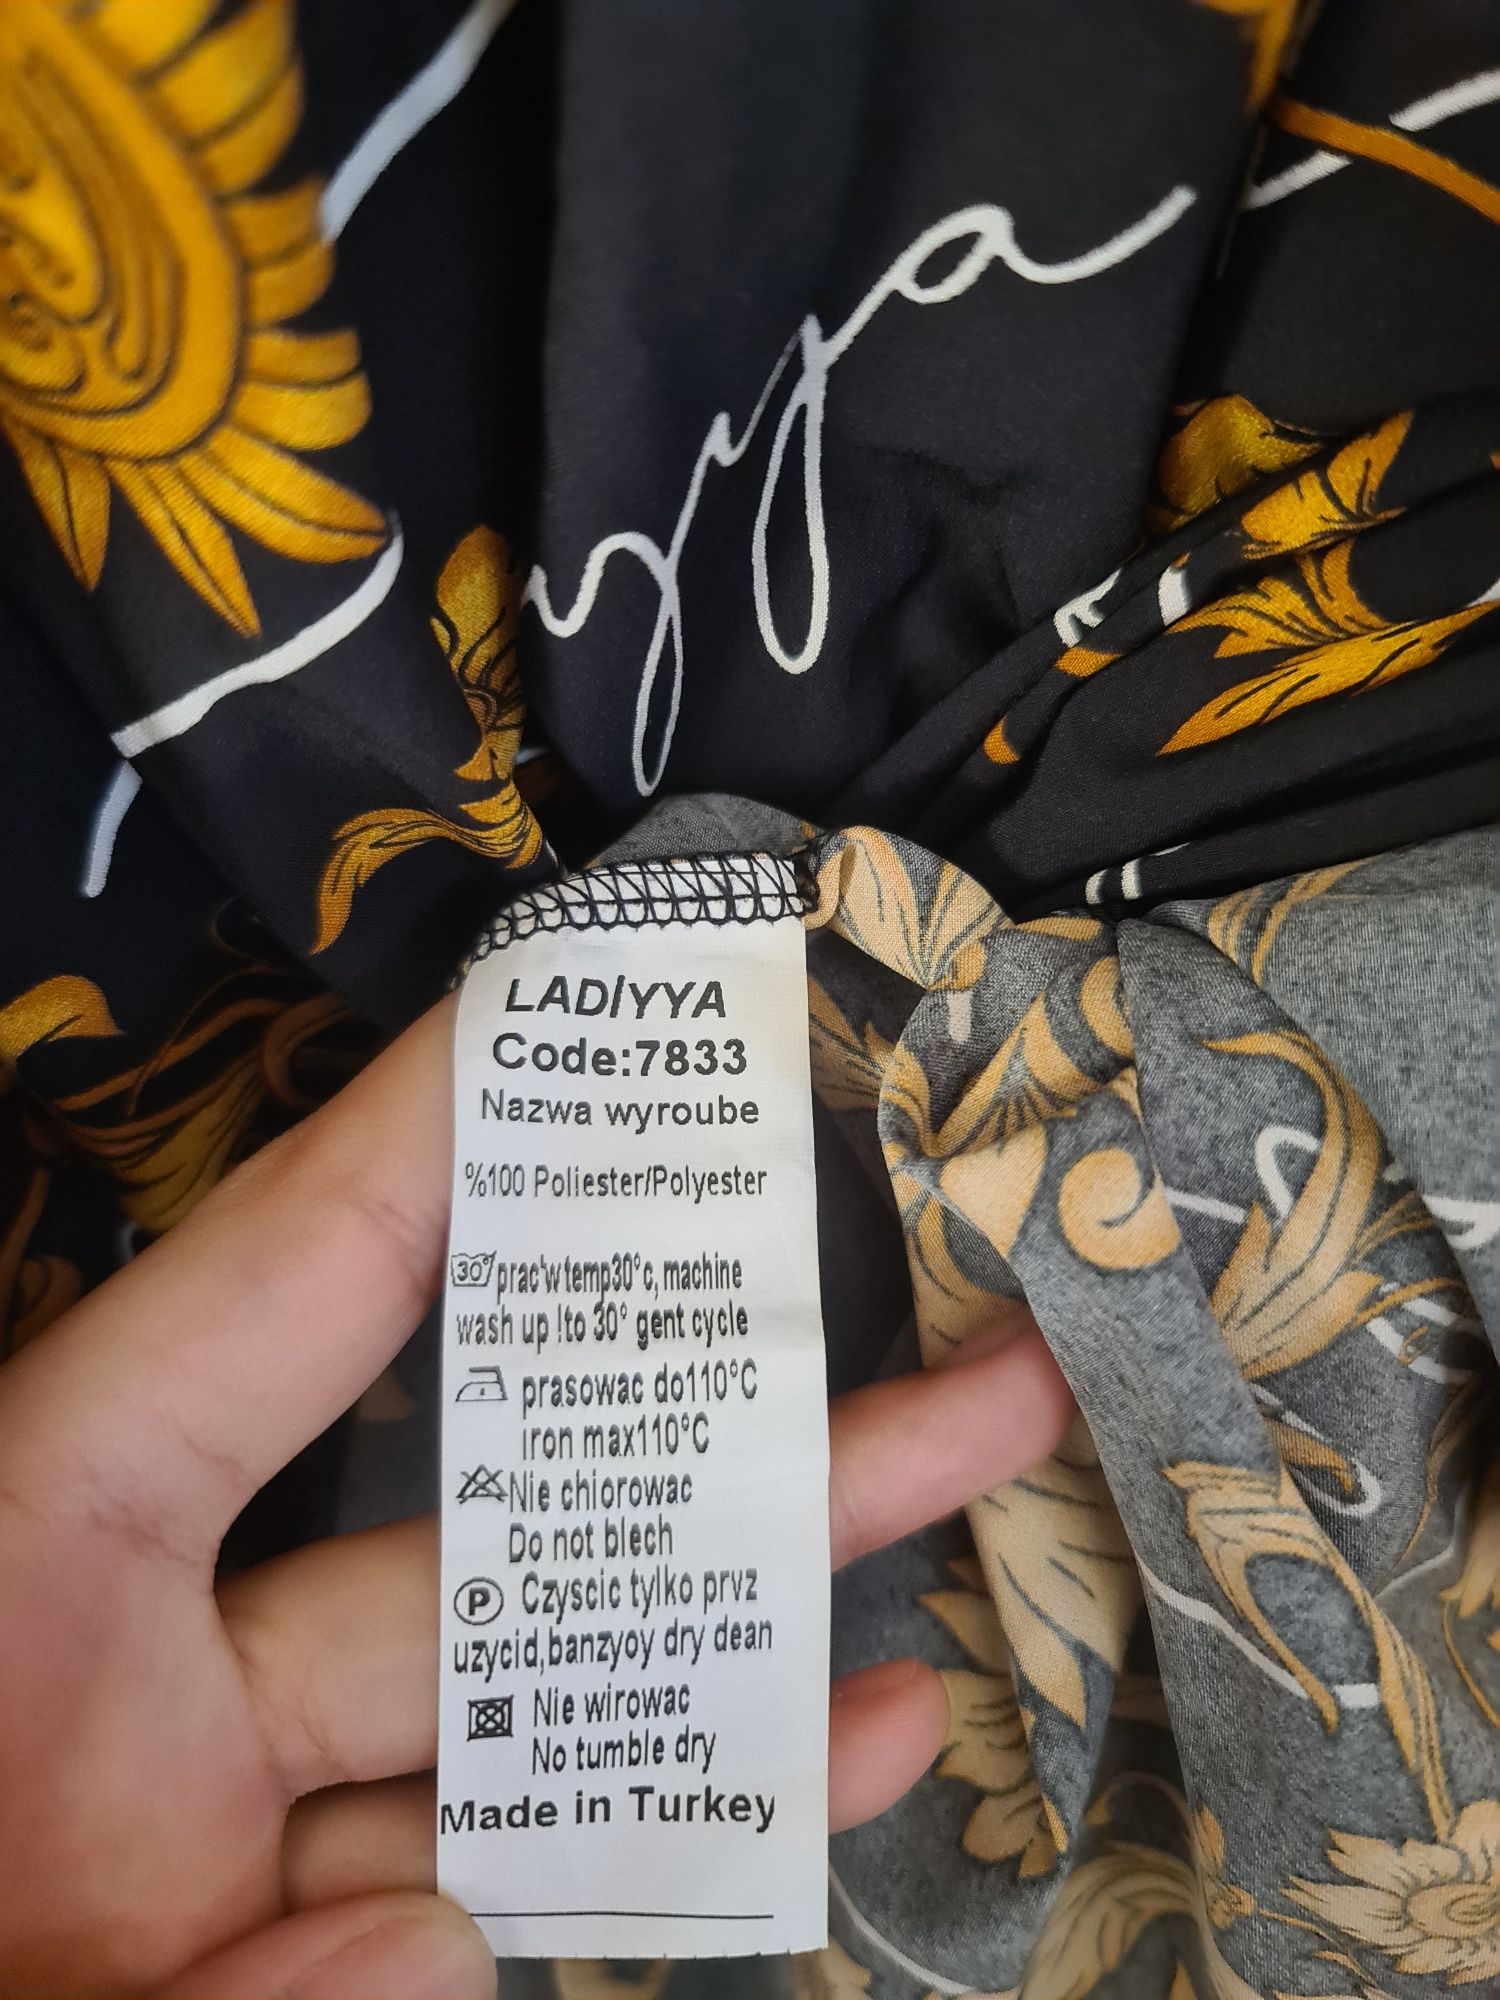 yya
LADIYYA
Code:7833
Nazwa wyroube
%100 Poliester/Polyester
30° prac'wtemp30°c, machine
wash up !to 30° gent cycle
prasowac do110°C
iron max110°C
Nie chiorowac
Do not blech
P Czyscic tylko prvz
uzycid,banzyoy dry dean
Nie wirowac
No tumble dry
Made in Turkey